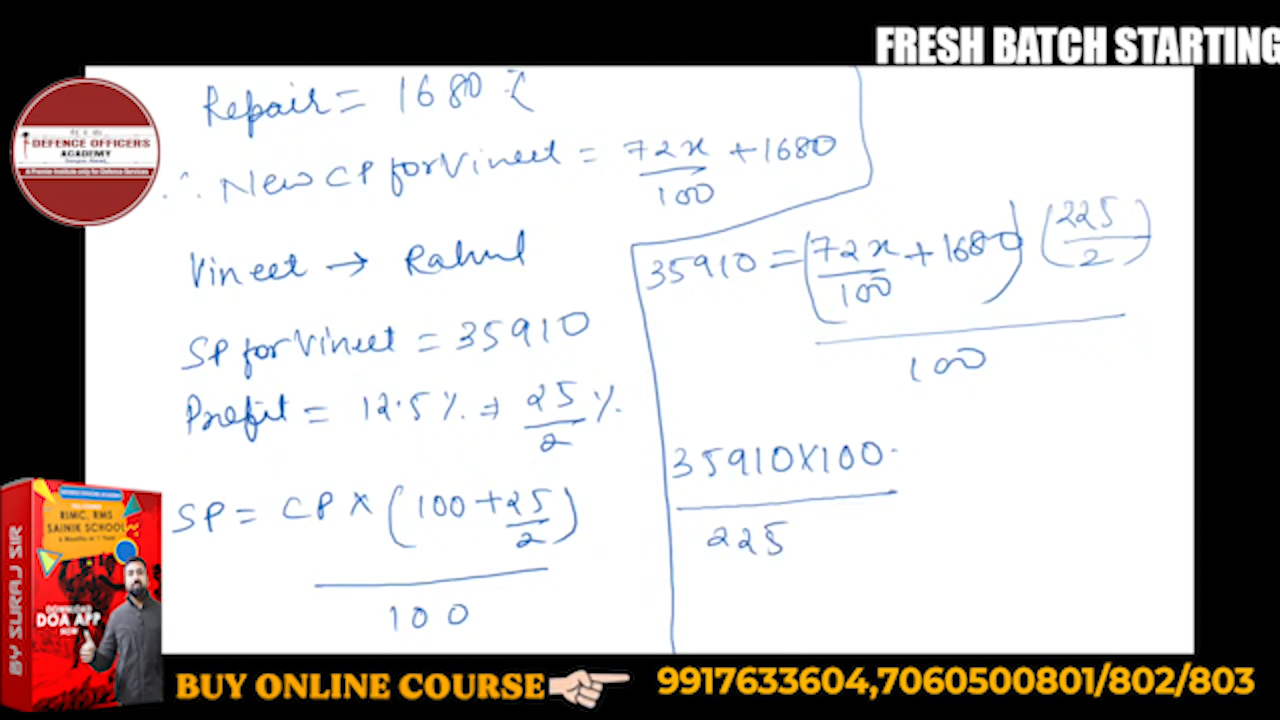 FRESH BATCH STARTING
DEFENCE OFFICER'S
ACADEMY
Repair = 1680 ₹
∴ New CP for Vineet = 72x/100 + 1680
Vineet → Rahul
SP for Vineet = 35910
Profit = 12.5 % → 25/2 %
SP = CP × (100 + 25/2) / 100
35910 = (72x/100 + 1680) (225/2) / 100
35910 × 100
225
RIMC, RMS
SAINIK SCHOOL
DOWNLOAD
DOA APP
NOW
BY SURAJ SIR
BUY ONLINE COURSE
9917633604,7060500801/802/803